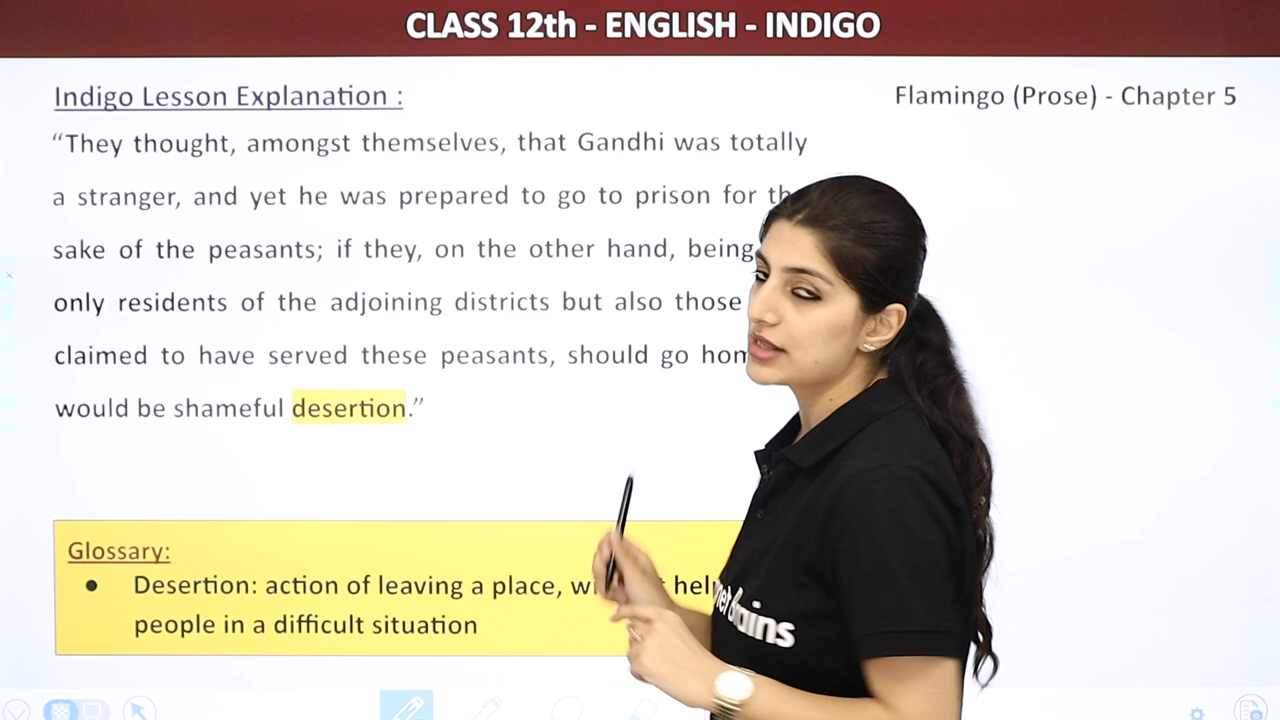 CLASS 12th - ENGLISH - INDIGO
Indigo Lesson Explanation :
Flamingo (Prose) - Chapter 5
“They thought, amongst themselves, that Gandhi was totally
a stranger, and yet he was prepared to go to prison for
sake of the peasants; if they, on the other hand, being
only residents of the adjoining districts but also those
claimed to have served these peasants, should go
would be shameful desertion.”
Glossary:
● Desertion: action of leaving a place,
people in a difficult situation